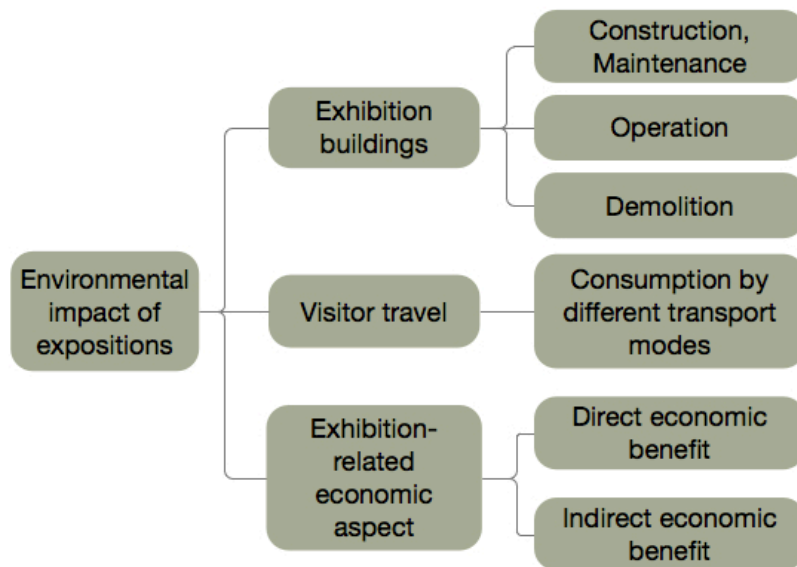 Environmental
impact of
expositions
Exhibition
buildings
Construction,
Maintenance
Operation
Demolition
Visitor travel
Consumption by
different transport
modes
Exhibition-
related
economic
aspect
Direct economic
benefit
Indirect economic
benefit